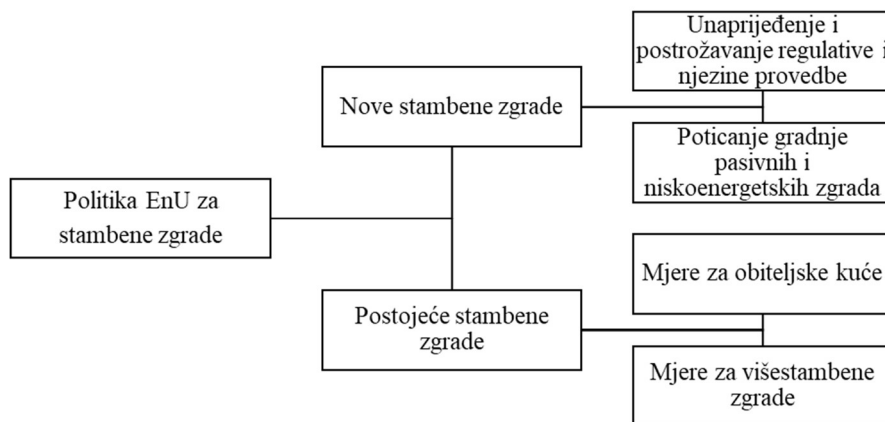 Unaprijeđenje i
postrožavanje regulative i
njezine provedbe
Nove stambene zgrade
Poticanje gradnje
pasivnih i
niskoenergetskih zgrada
Politika EnU za
stambene zgrade
Mjere za obiteljske kuće
Postojeće stambene
zgrade
Mjere za višestambene
zgrade